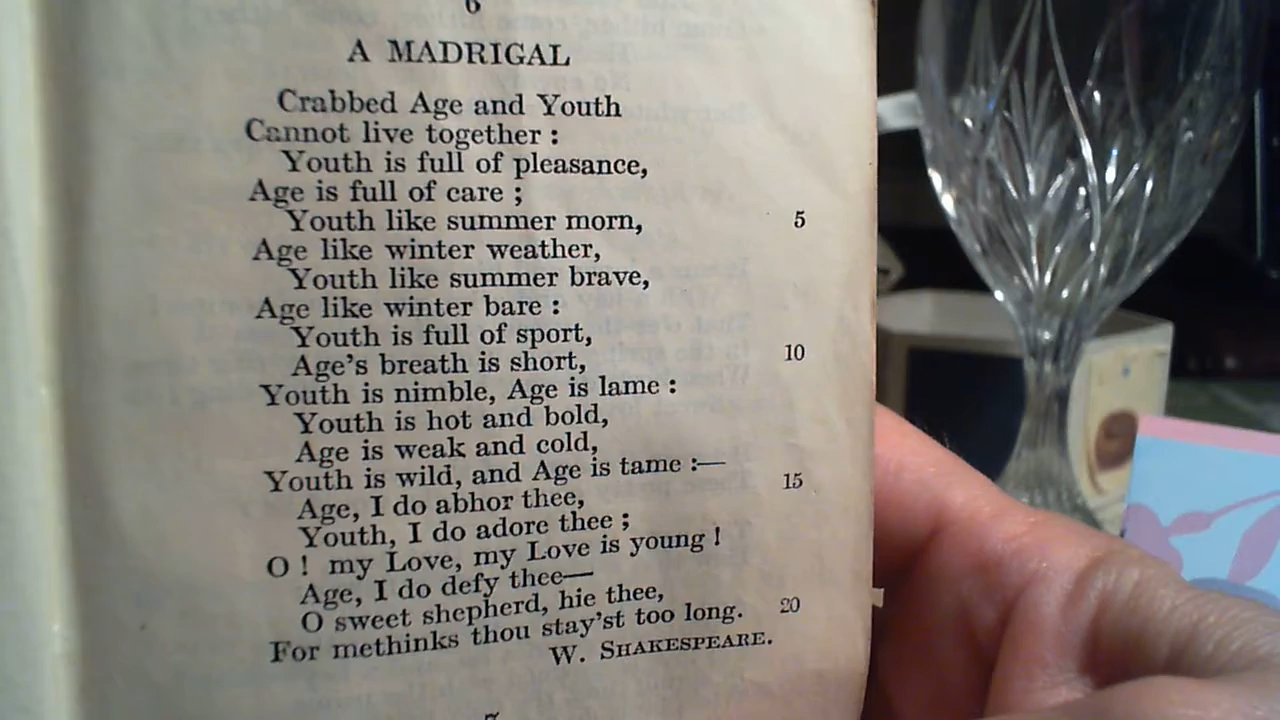 6
A MADRIGAL
Crabbed Age and Youth
Cannot live together :
Youth is full of pleasance,
Age is full of care ;
Youth like summer morn, 5
Age like winter weather,
Youth like summer brave,
Age like winter bare :
Youth is full of sport,
Age's breath is short, 10
Youth is nimble, Age is lame :
Youth is hot and bold,
Age is weak and cold,
Youth is wild, and Age is tame :—
Age, I do abhor thee, 15
Youth, I do adore thee ;
O ! my Love, my Love is young !
Age, I do defy thee—
O sweet shepherd, hie thee,
For methinks thou stay'st too long. 20
W. SHAKESPEARE.